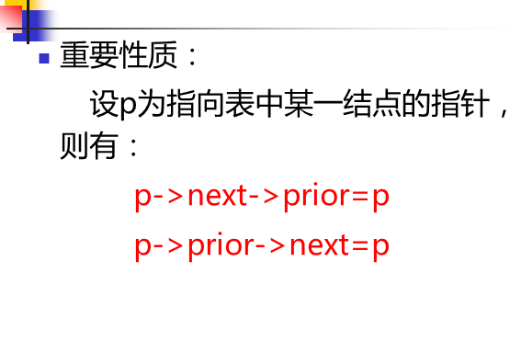 重要性质：
设p为指向表中某一结点的指针，
则有：
p->next->prior=p
p->prior->next=p